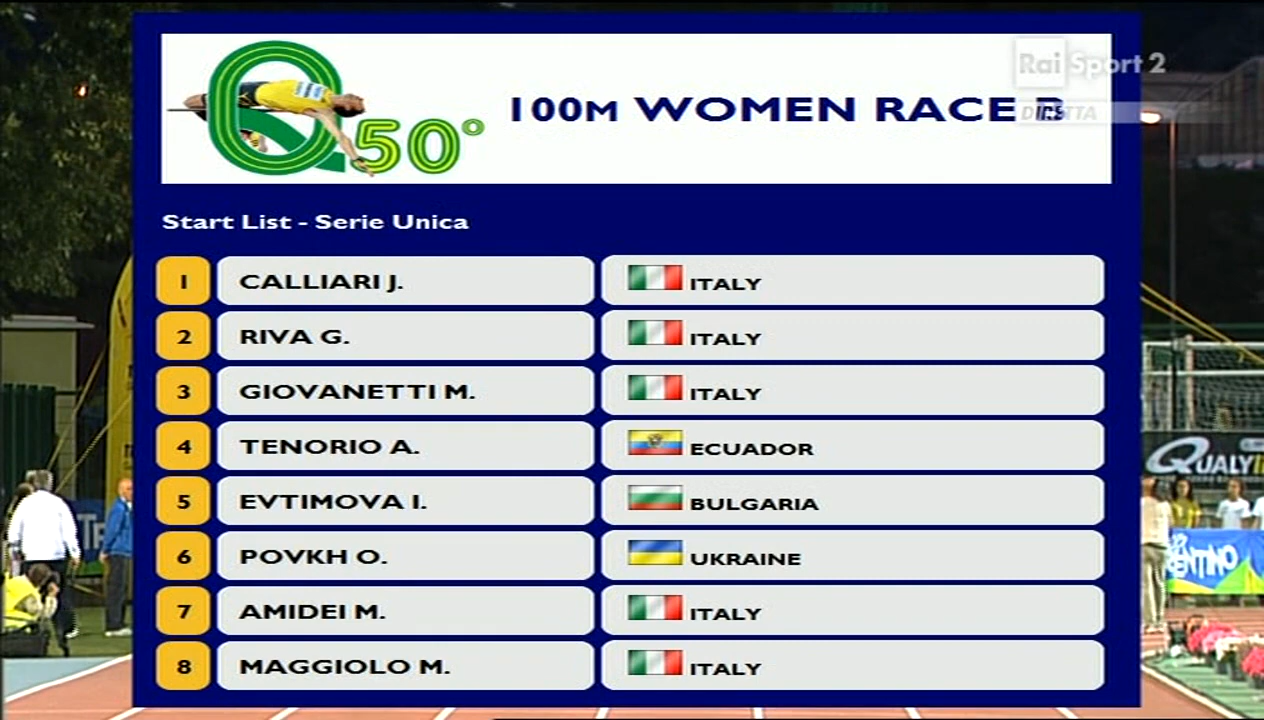 Rai Sport 2
DIRETTA
50°
100M WOMEN RACE B
Start List - Serie Unica
1 CALLIARI J. ITALY
2 RIVA G. ITALY
3 GIOVANETTI M. ITALY
4 TENORIO A. ECUADOR
5 EVTIMOVA I. BULGARIA
6 POVKH O. UKRAINE
7 AMIDEI M. ITALY
8 MAGGIOLO M. ITALY